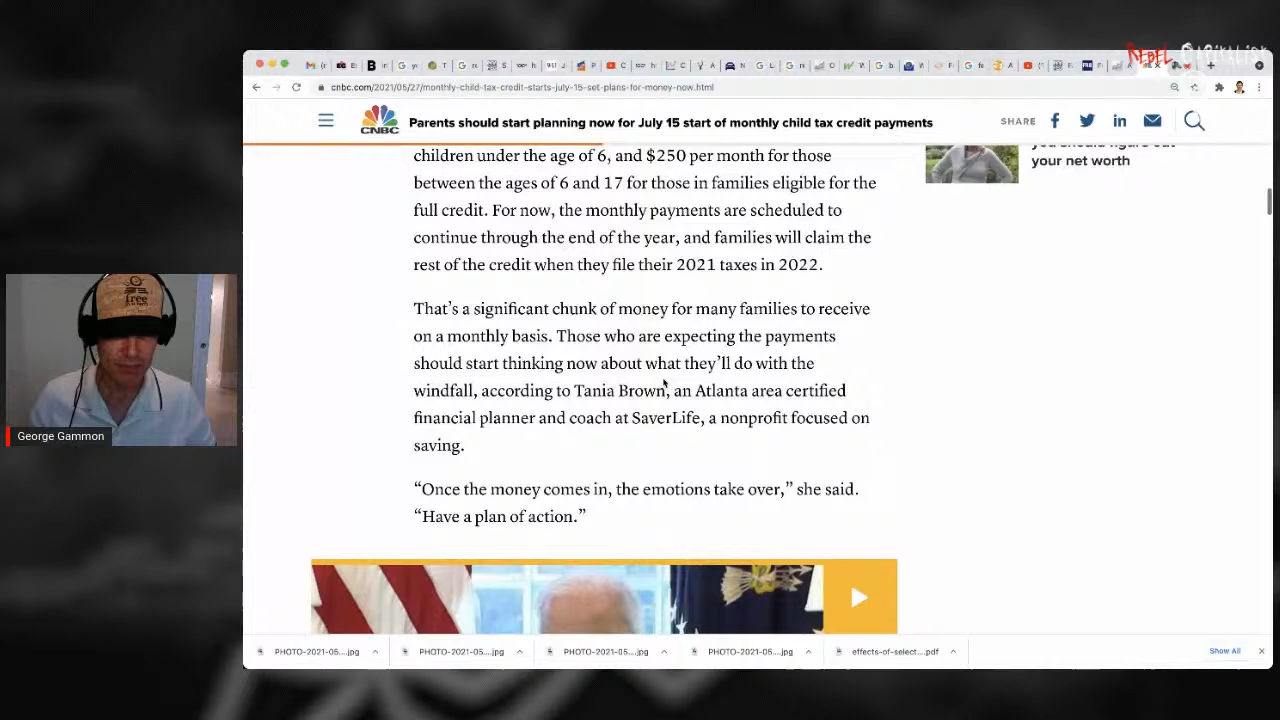 REBEL CAPITALIST
cnbc.com/2021/05/27/monthly-child-tax-credit-starts-july-15-set-plans-for-money-now.html
CNBC
Parents should start planning now for July 15 start of monthly child tax credit payments
SHARE
children under the age of 6, and $250 per month for those
between the ages of 6 and 17 for those in families eligible for the
full credit. For now, the monthly payments are scheduled to
continue through the end of the year, and families will claim the
rest of the credit when they file their 2021 taxes in 2022.
you should figure out
your net worth
That’s a significant chunk of money for many families to receive
on a monthly basis. Those who are expecting the payments
should start thinking now about what they’ll do with the
windfall, according to Tania Brown, an Atlanta area certified
financial planner and coach at SaverLife, a nonprofit focused on
saving.
“Once the money comes in, the emotions take over,” she said.
“Have a plan of action.”
free
George Gammon
PHOTO-2021-05....jpg
PHOTO-2021-05....jpg
PHOTO-2021-05....jpg
PHOTO-2021-05....jpg
effects-of-select....pdf
Show All